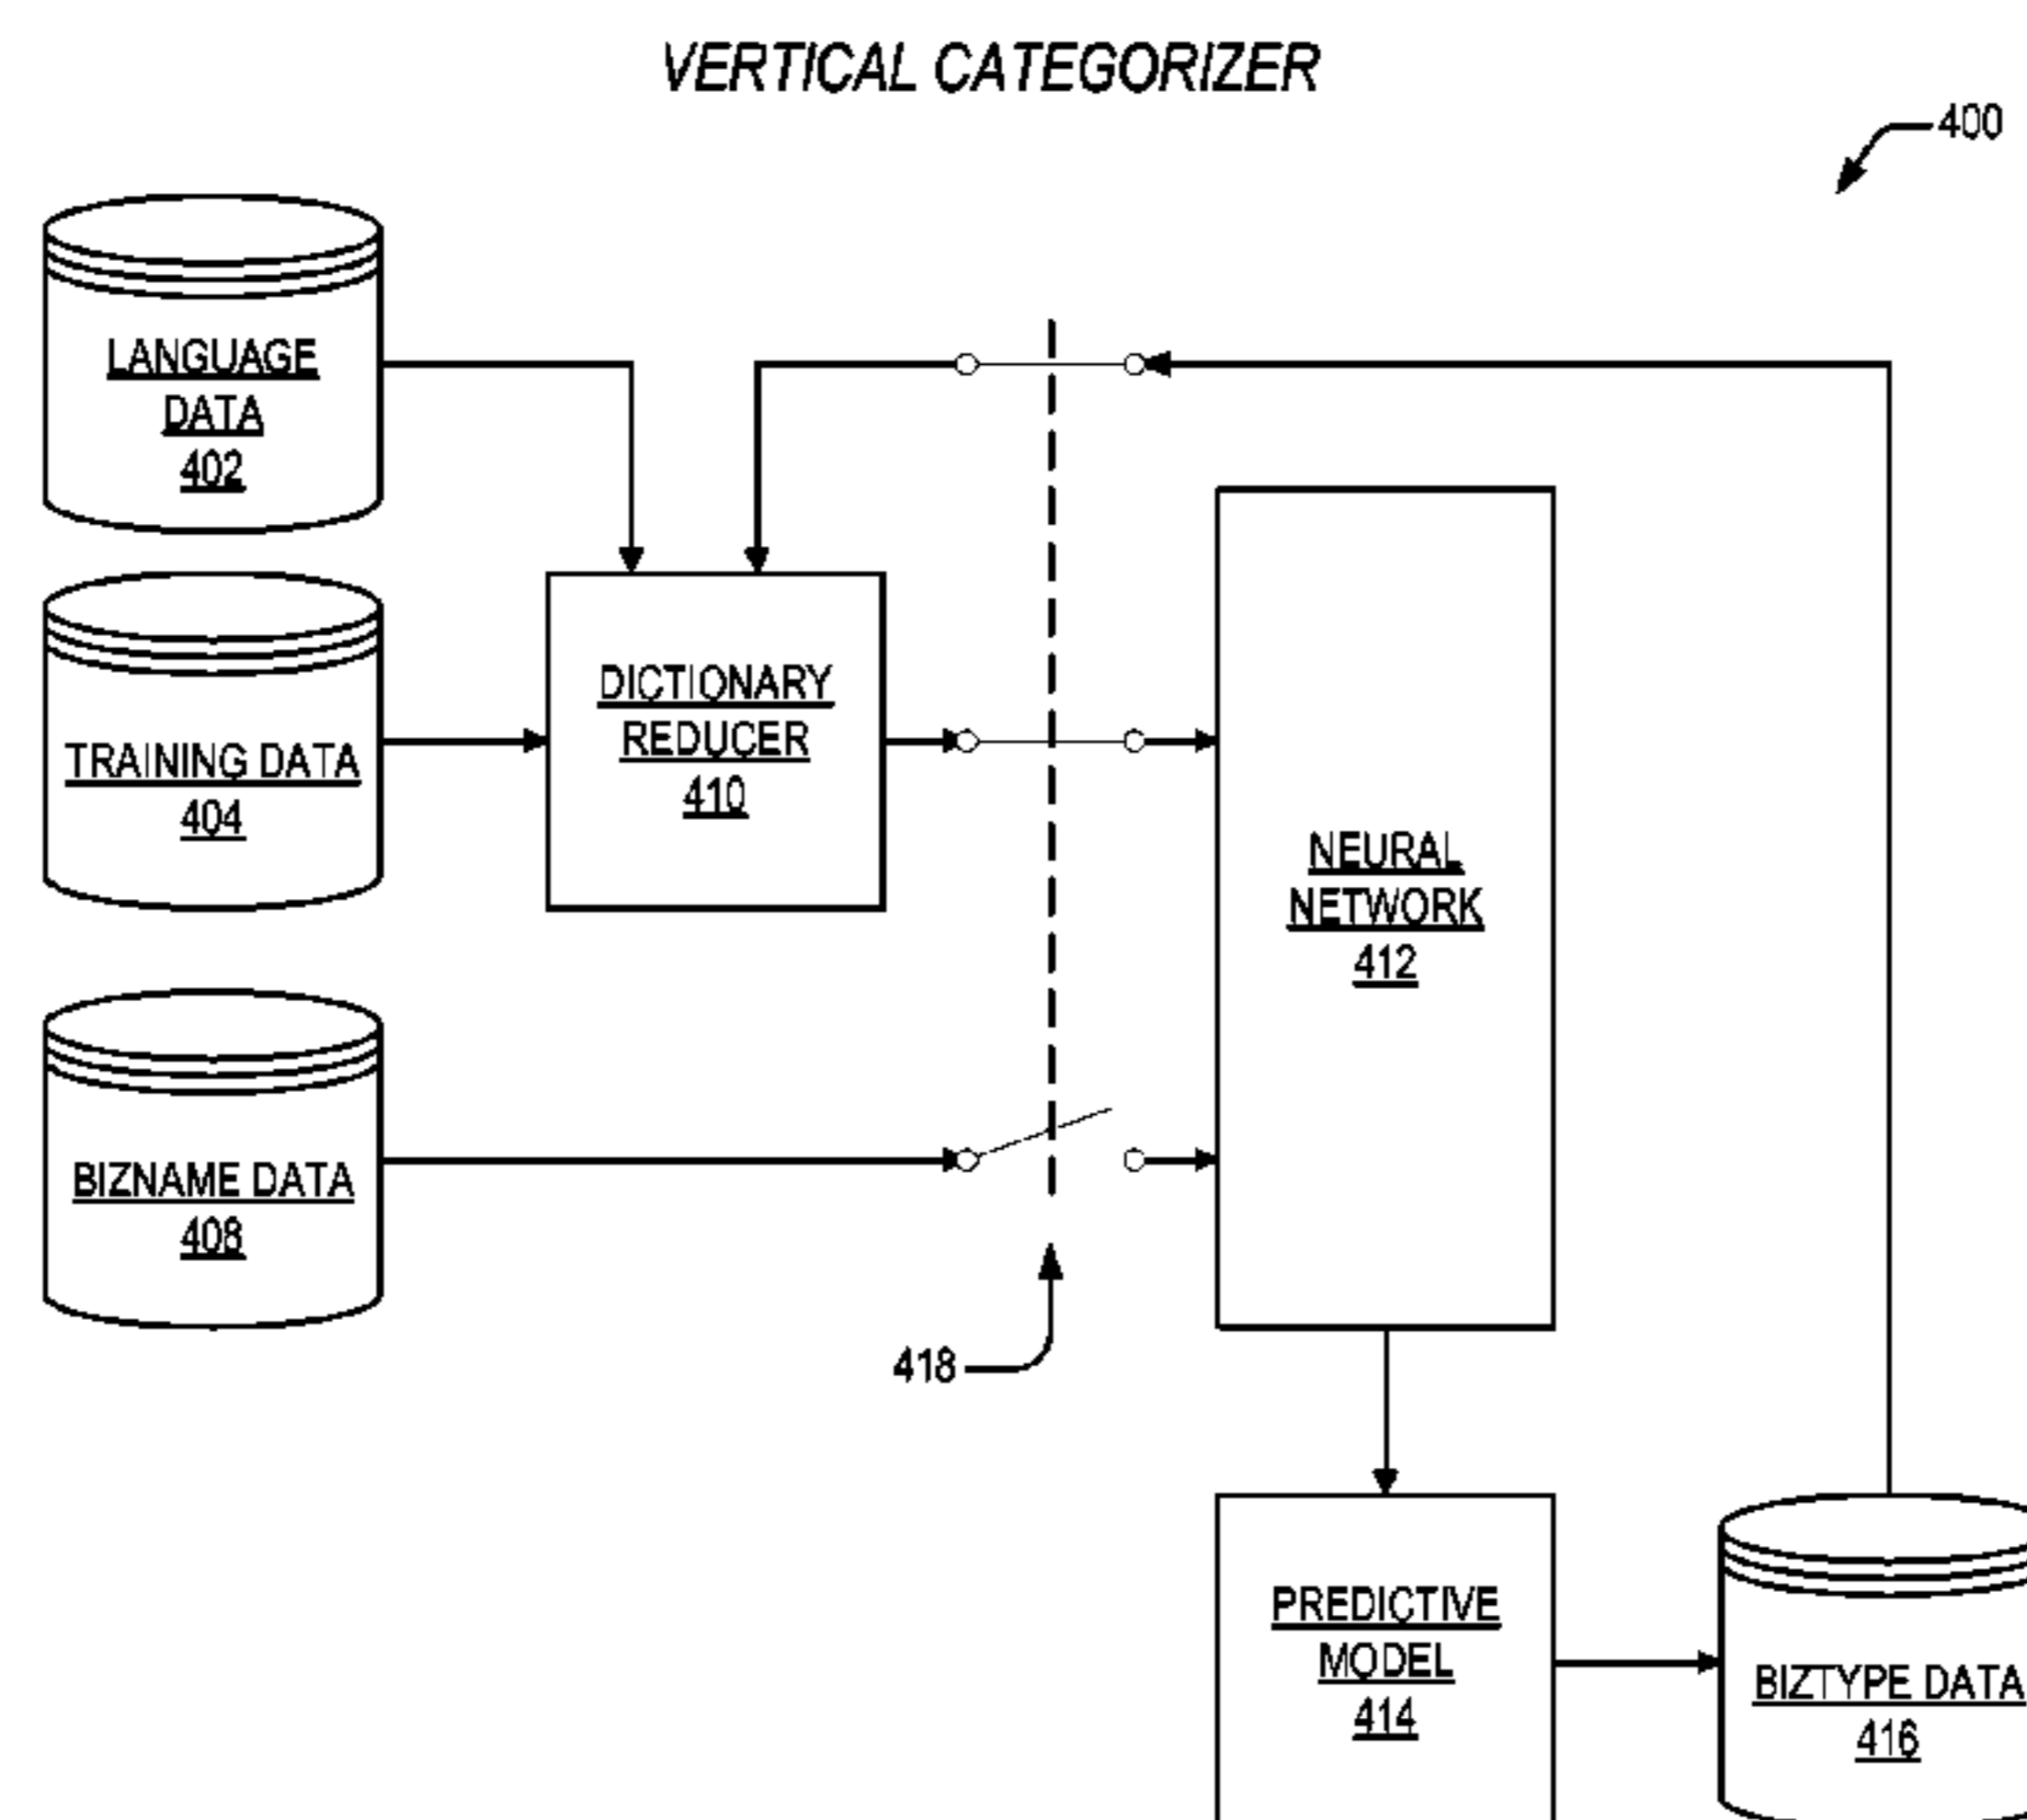 VERTICAL CATEGORIZER
400
LANGUAGE
DATA
402
TRAINING DATA
404
DICTIONARY
REDUCER
410
NEURAL
NETWORK
412
BIZNAME DATA
408
418
PREDICTIVE
MODEL
414
BIZTYPE DATA
416